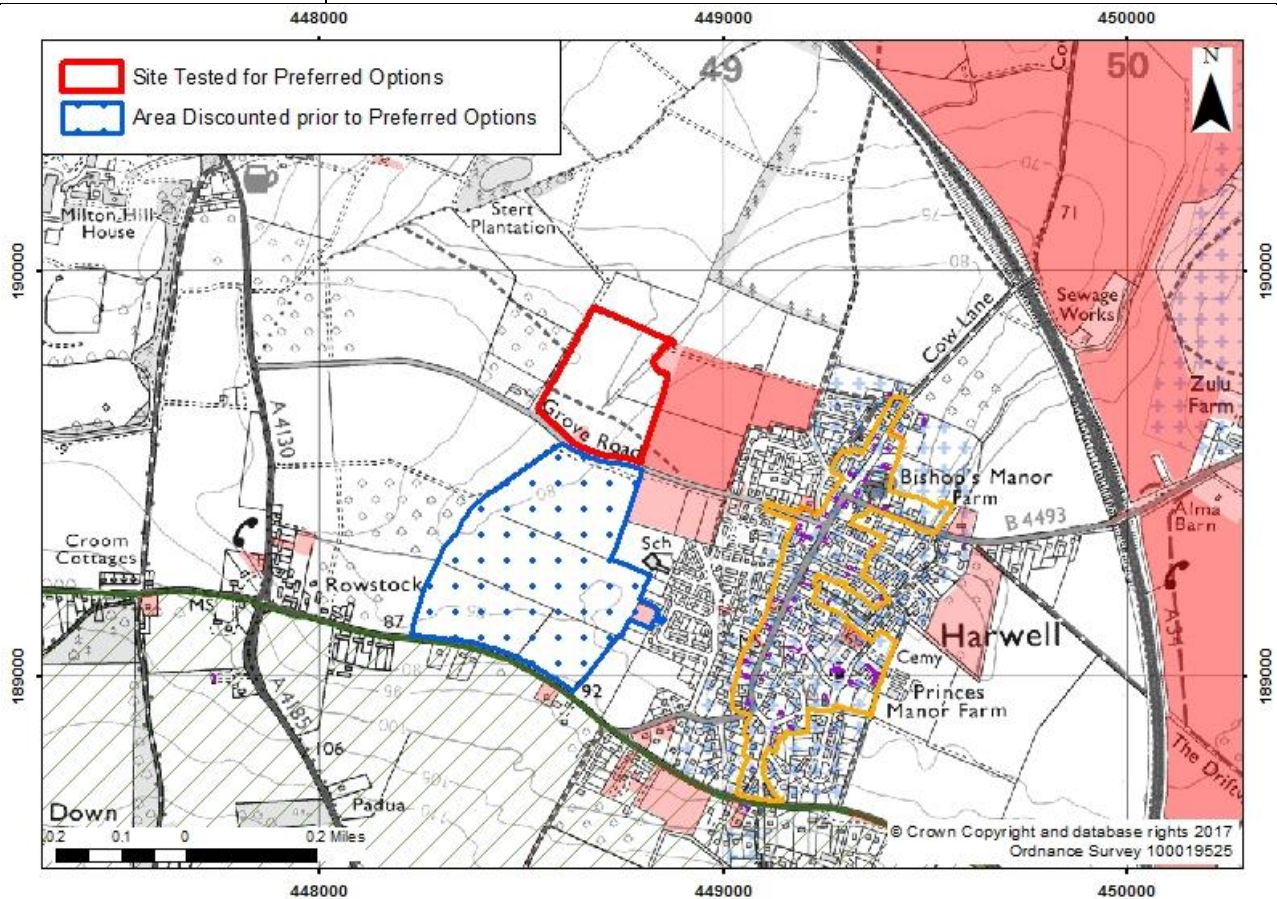 448000
449000
450000
Site Tested for Preferred Options
Area Discounted prior to Preferred Options
49
50
N
Milton Hill
House
Stert
Plantation
70
71
75
80
190000
190000
Cow Lane
Sewage
Works
Zulu
Farm
A 4130
Grove Road
80
Bishop's Manor
Farm
B 4493
Alma
Barn
Croom
Cottages
Sch
A 34
MS
Rowstock
87
Harwell
Cemy
189000
189000
92
Princes
Manor Farm
A 4185
106
The Driftw
Down
Padua
0.2 0.1 0 0.2 Miles
© Crown Copyright and database rights 2017
Ordnance Survey 100019525
448000
449000
450000